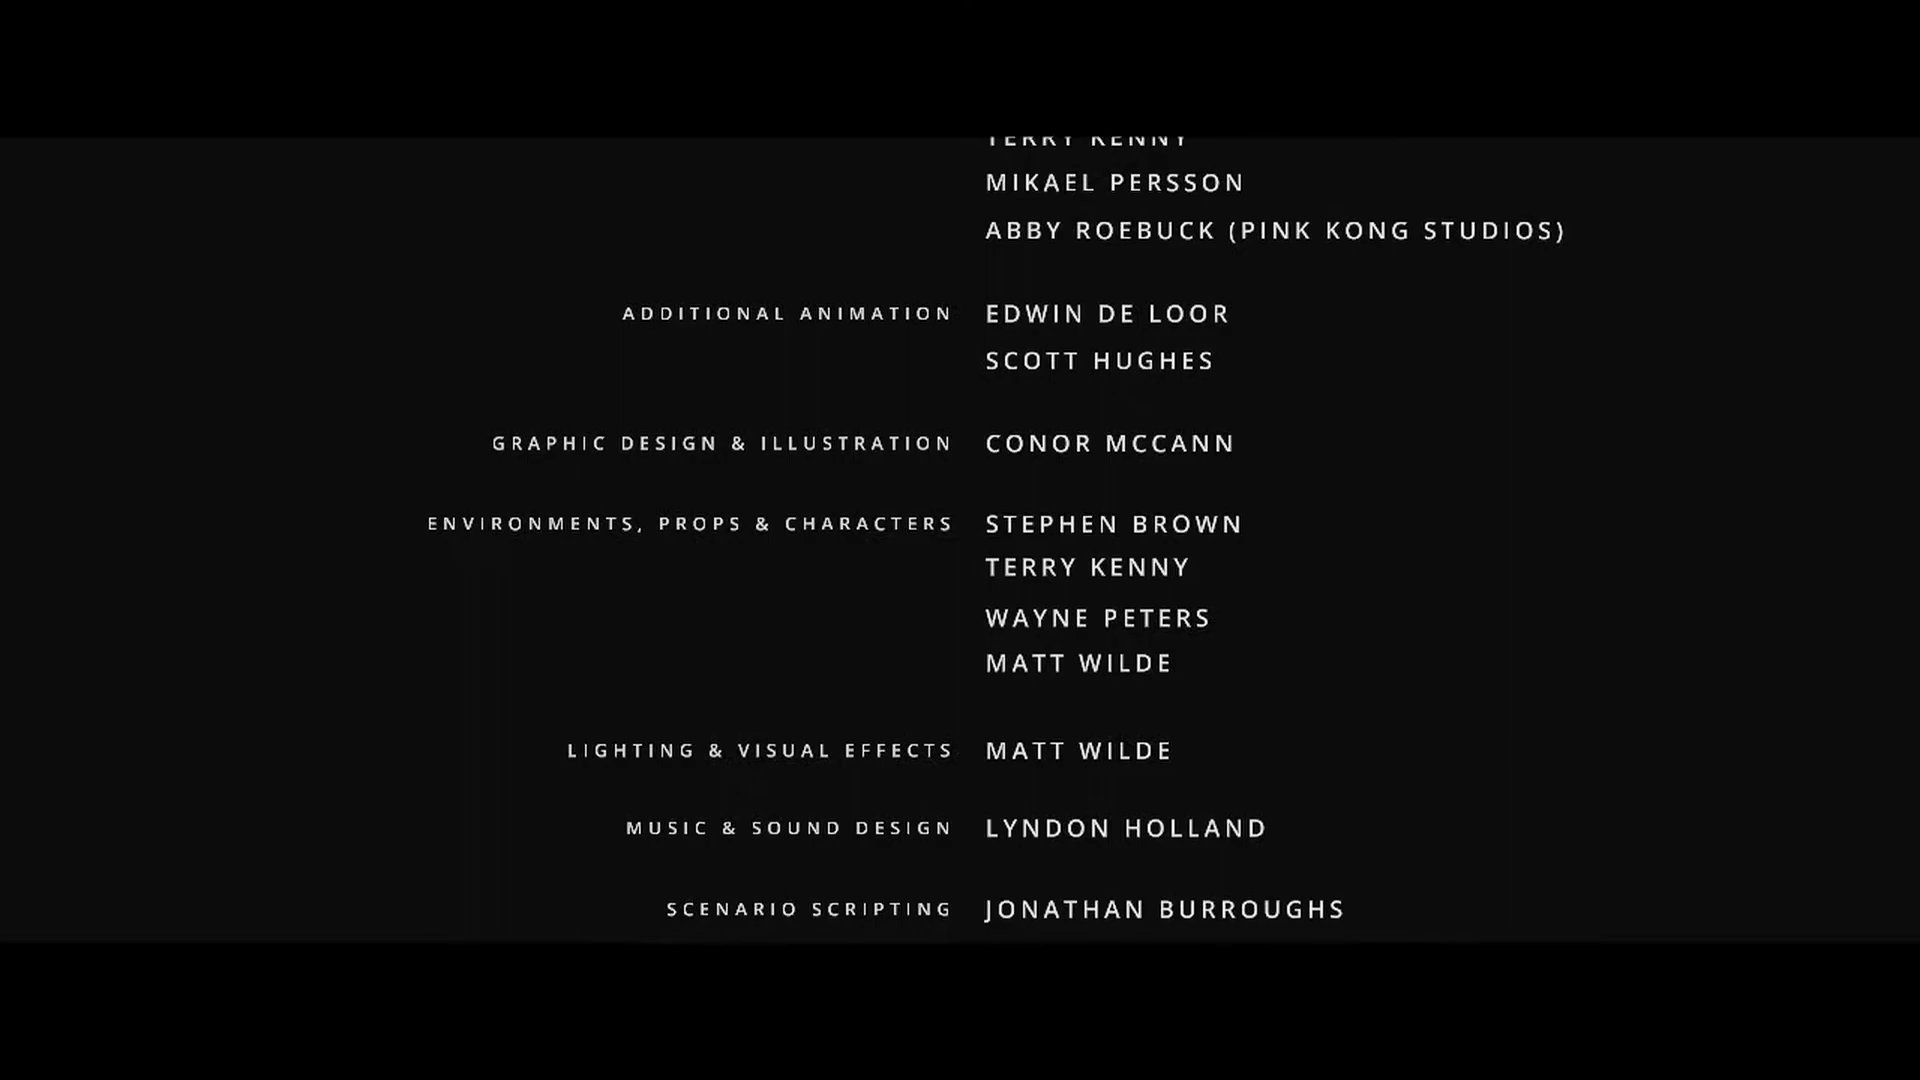 TERRY KENNY
MIKAEL PERSSON
ABBY ROEBUCK (PINK KONG STUDIOS)
ADDITIONAL ANIMATION EDWIN DE LOOR
SCOTT HUGHES
GRAPHIC DESIGN & ILLUSTRATION CONOR MCCANN
ENVIRONMENTS, PROPS & CHARACTERS STEPHEN BROWN
TERRY KENNY
WAYNE PETERS
MATT WILDE
LIGHTING & VISUAL EFFECTS MATT WILDE
MUSIC & SOUND DESIGN LYNDON HOLLAND
SCENARIO SCRIPTING JONATHAN BURROUGHS